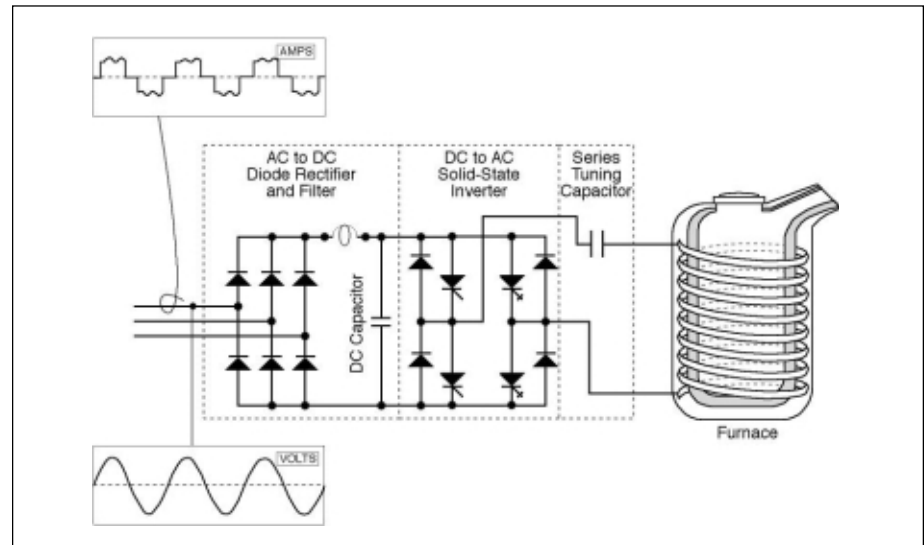 AMPS
AC to DC
Diode Rectifier
and Filter
DC to AC
Solid-State
Inverter
Series
Tuning
Capacitor
DC Capacitor
Furnace
VOLTS